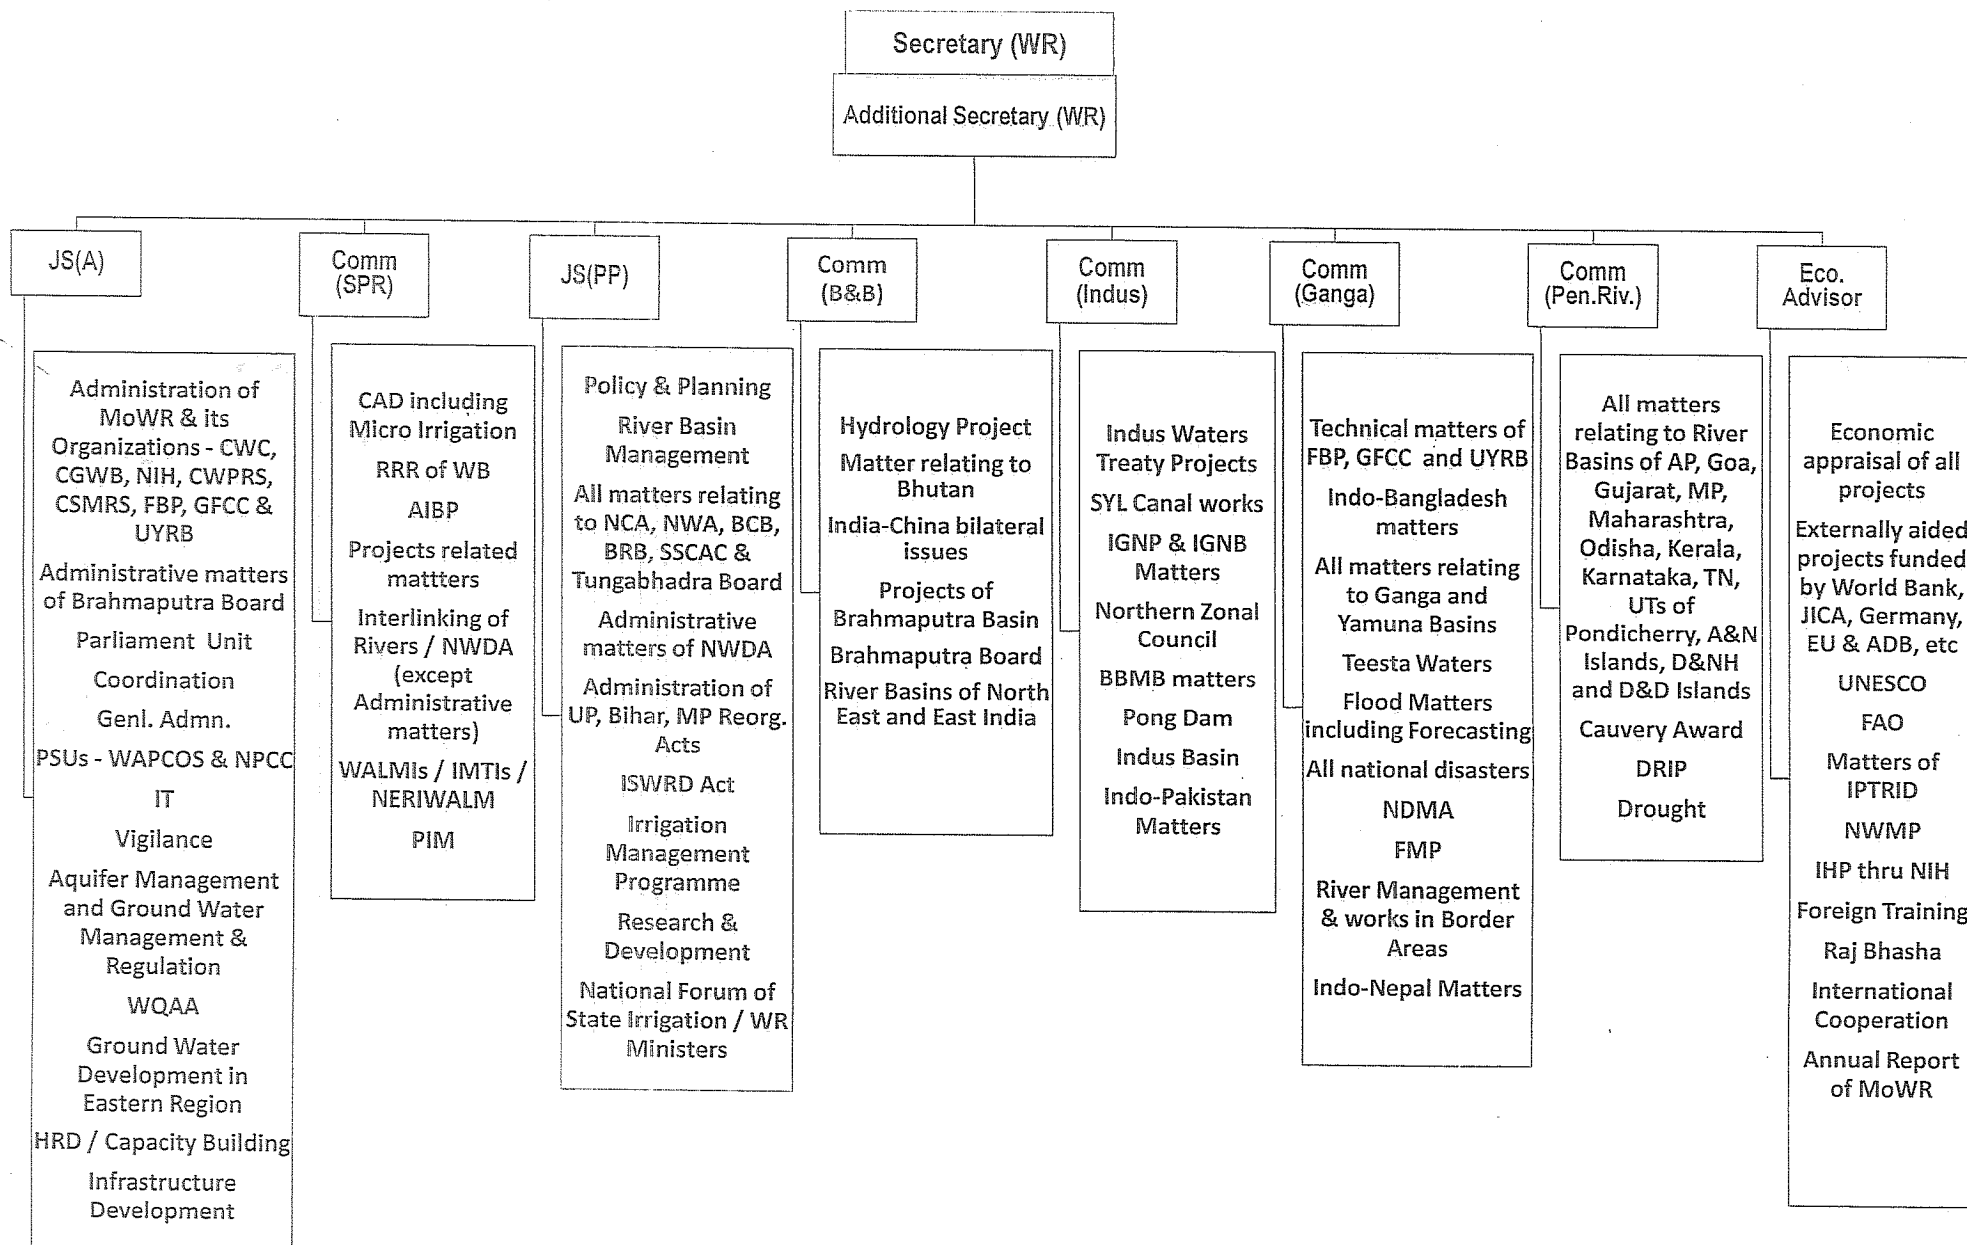 Secretary (WR)
Additional Secretary (WR)
JS(A)
Administration of
MoWR & its
Organizations - CWC,
CGWB, NIH, CWPRS,
CSMRS, FBP, GFCC &
UYRB
Administrative matters
of Brahmaputra Board
Parliament Unit
Coordination
Genl. Admn.
PSUs - WAPCOS & NPCC
IT
Vigilance
Aquifer Management
and Ground Water
Management &
Regulation
WQAA
Ground Water
Development in
Eastern Region
HRD / Capacity Building
Infrastructure
Development
Comm
(SPR)
CAD including
Micro Irrigation
RRR of WB
AIBP
Projects related
mattters
Interlinking of
Rivers / NWDA
(except
Administrative
matters)
WALMIs / IMTIs /
NERIWALM
PIM
JS(PP)
Policy & Planning
River Basin
Management
All matters relating
to NCA, NWA, BCB,
BRB, SSCAC &
Tungabhadra Board
Administrative
matters of NWDA
Administration of
UP, Bihar, MP Reorg.
Acts
ISWRD Act
Irrigation
Management
Programme
Research &
Development
National Forum of
State Irrigation / WR
Ministers
Comm
(B&B)
Hydrology Project
Matter relating to
Bhutan
India-China bilateral
issues
Projects of
Brahmaputra Basin
Brahmaputra Board
River Basins of North
East and East India
Comm
(Indus)
Indus Waters
Treaty Projects
SYL Canal works
IGNP & IGNB
Matters
Northern Zonal
Council
BBMB matters
Pong Dam
Indus Basin
Indo-Pakistan
Matters
Comm
(Ganga)
Technical matters of
FBP, GFCC and UYRB
Indo-Bangladesh
matters
All matters relating
to Ganga and
Yamuna Basins
Teesta Waters
Flood Matters
including Forecasting
All national disasters
NDMA
FMP
River Management
& works in Border
Areas
Indo-Nepal Matters
Comm
(Pen.Riv.)
All matters
relating to River
Basins of AP, Goa,
Gujarat, MP,
Maharashtra,
Odisha, Kerala,
Karnataka, TN,
UTs of
Pondicherry, A&N
Islands, D&NH
and D&D Islands
Cauvery Award
DRIP
Drought
Eco.
Advisor
Economic
appraisal of all
projects
Externally aided
projects funded
by World Bank,
JICA, Germany,
EU & ADB, etc
UNESCO
FAO
Matters of
IPTRID
NWMP
IHP thru NIH
Foreign Training
Raj Bhasha
International
Cooperation
Annual Report
of MoWR